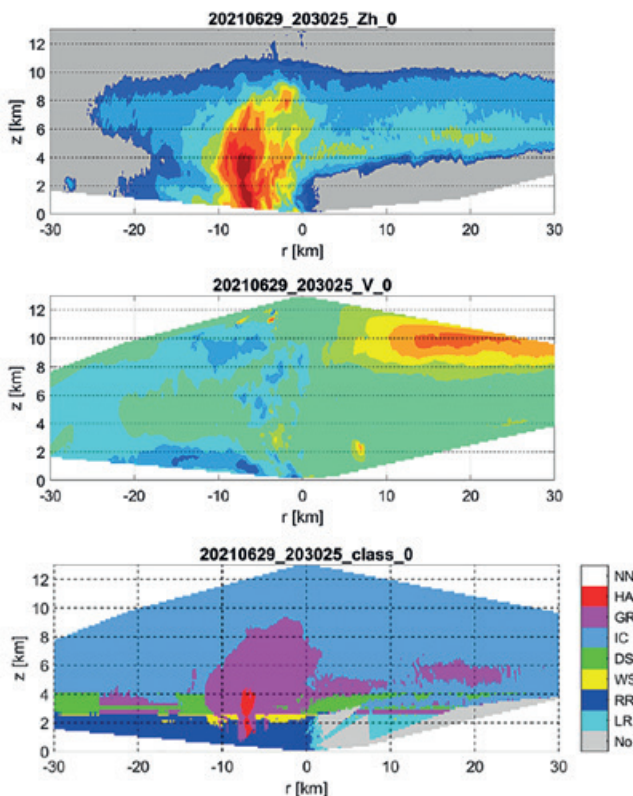 20210629_203025_Zh_0
z [km]
12
10
8
6
4
2
0
-30 -20 -10 0 10 20 30
r [km]
20210629_203025_V_0
z [km]
12
10
8
6
4
2
0
-30 -20 -10 0 10 20 30
r [km]
20210629_203025_class_0
z [km]
12
10
8
6
4
2
0
-30 -20 -10 0 10 20 30
r [km]
NN
HA
GR
IC
DS
WS
RR
LR
No